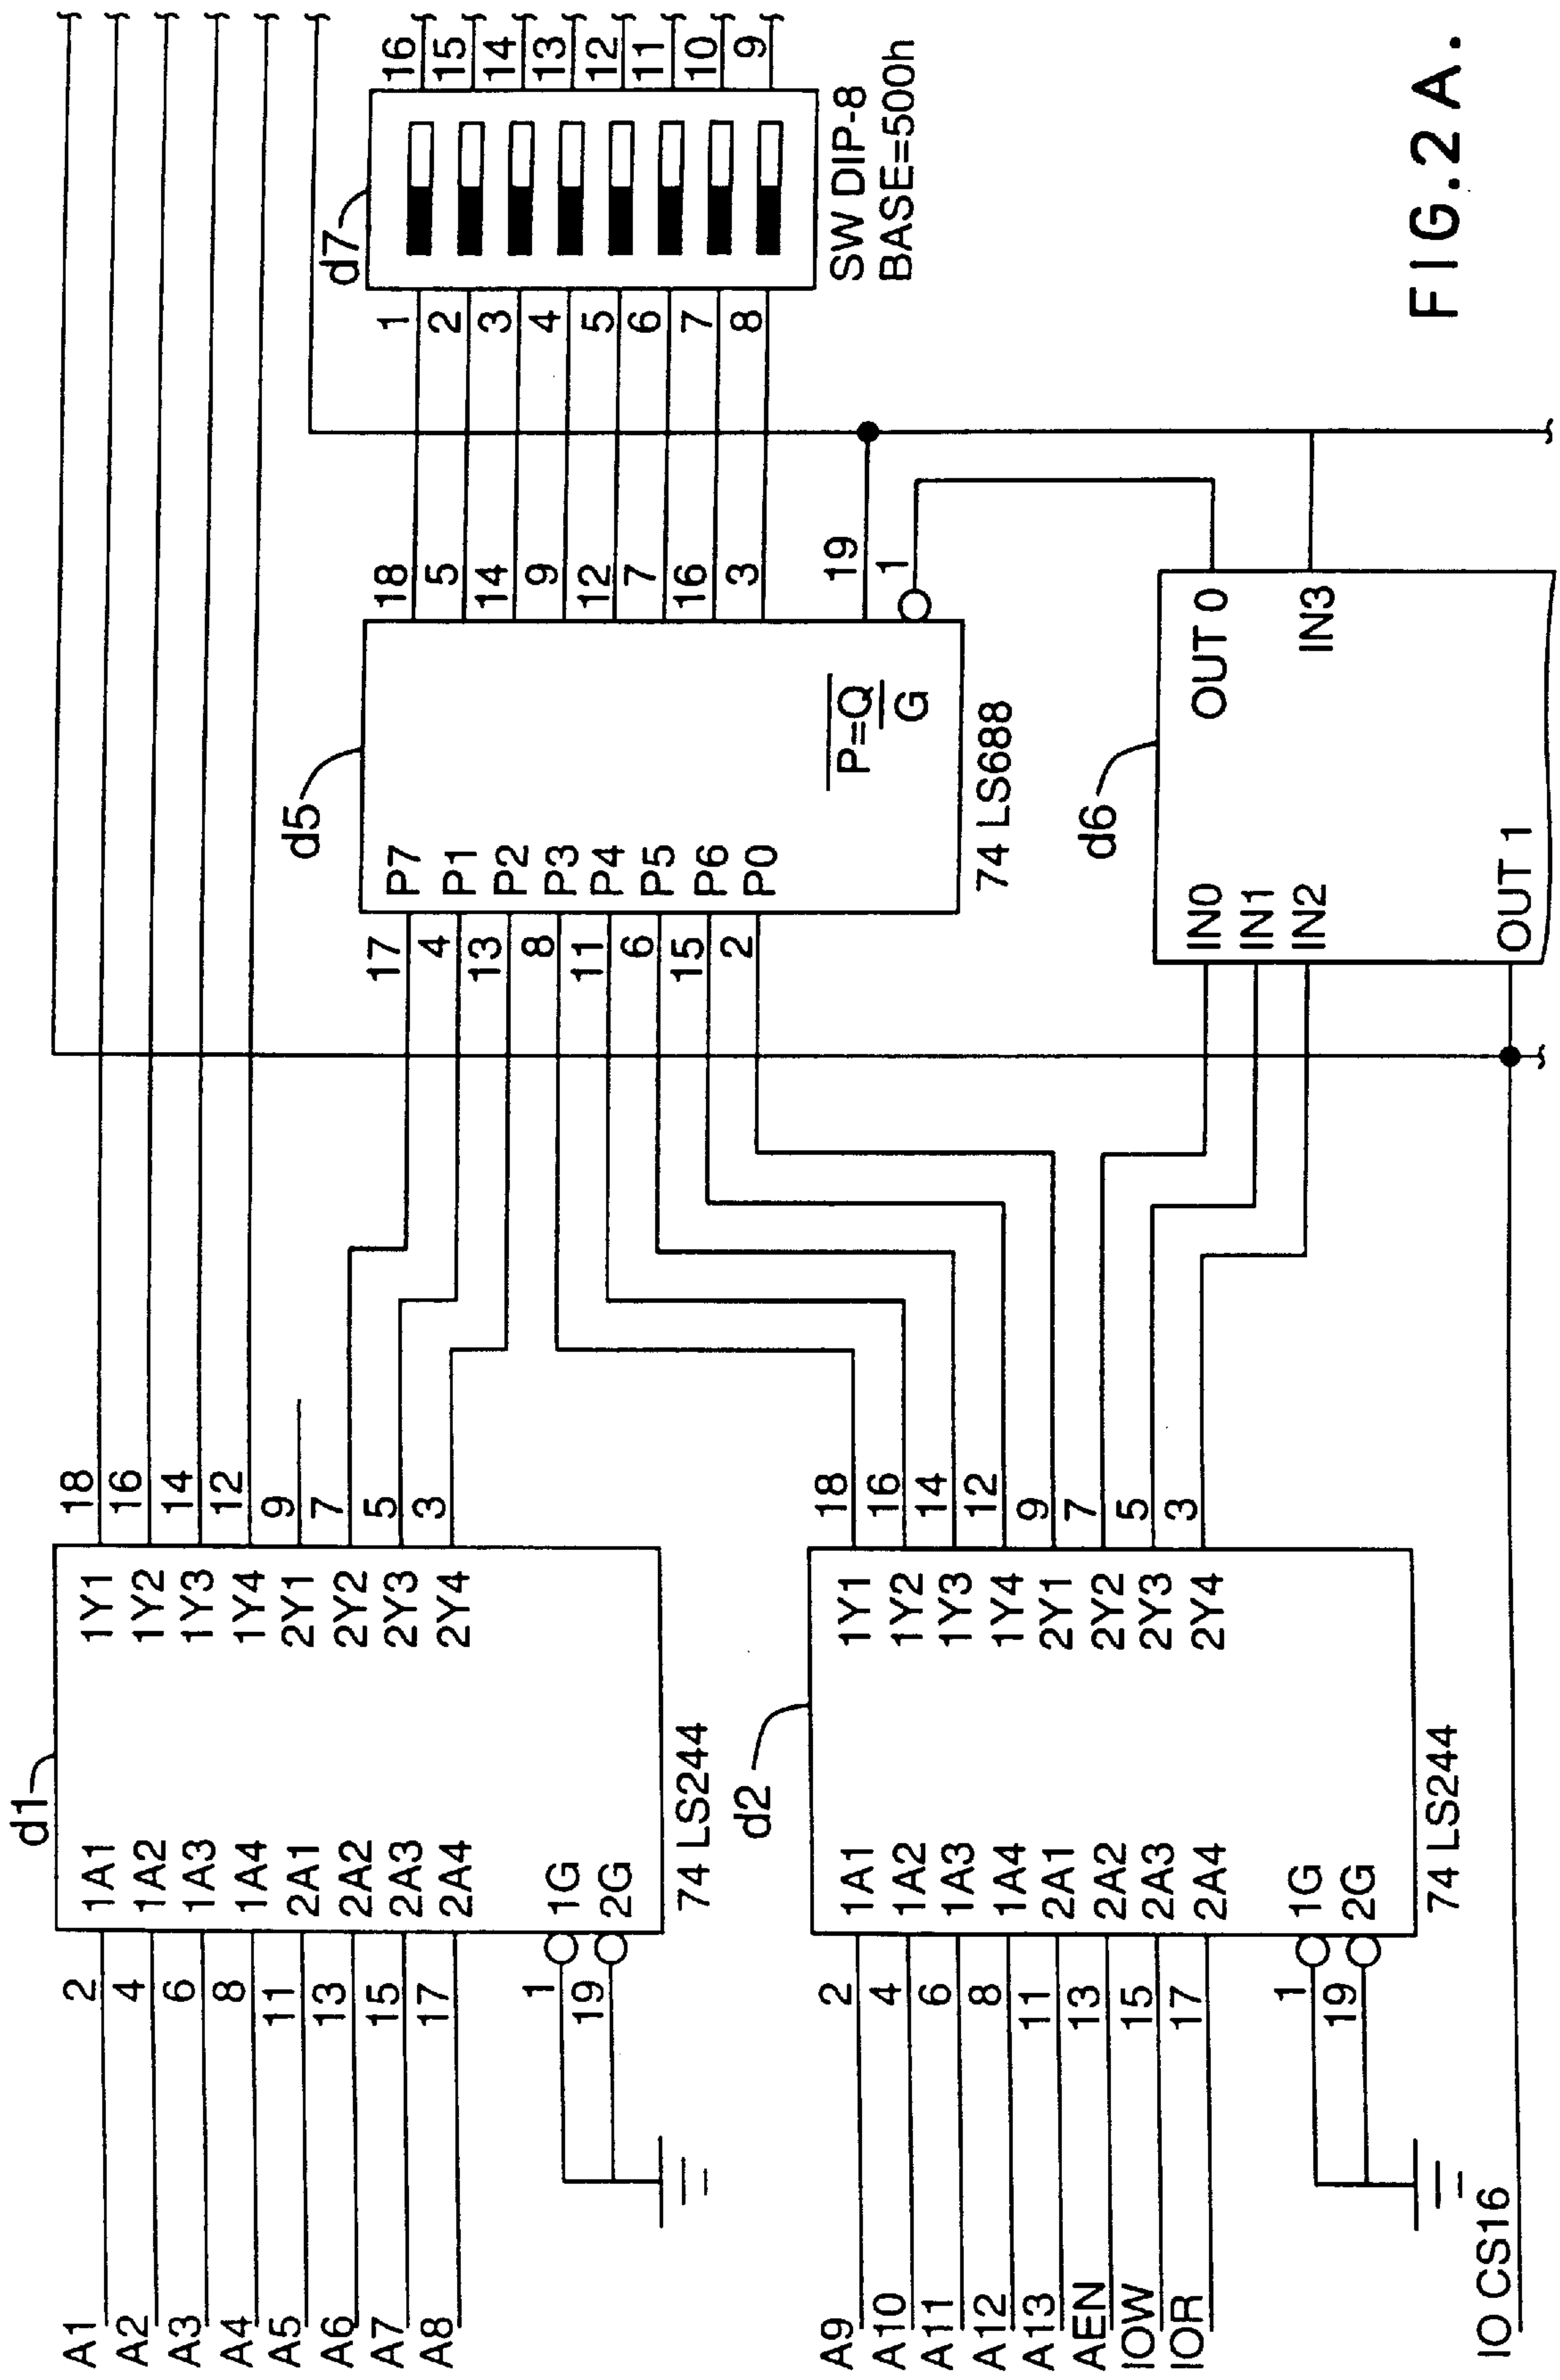 A1
A2
A3
A4
A5
A6
A7
A8
2
4
6
8
11
13
15
17
1
19
d1
1A1
1A2
1A3
1A4
2A1
2A2
2A3
2A4
1G
2G
1Y1
1Y2
1Y3
1Y4
2Y1
2Y2
2Y3
2Y4
74 LS244
18
16
14
12
9
7
5
3
A9
A10
A11
A12
A13
AEN
IOW
IOR
2
4
6
8
11
13
15
17
1
19
d2
1A1
1A2
1A3
1A4
2A1
2A2
2A3
2A4
1G
2G
1Y1
1Y2
1Y3
1Y4
2Y1
2Y2
2Y3
2Y4
74 LS244
18
16
14
12
9
7
5
3
IO CS16
17
4
13
8
11
6
15
2
d5
P7
P1
P2
P3
P4
P5
P6
P0
P=Q
G
74 LS688
18
5
14
9
12
7
16
3
19
1
d6
IN0
IN1
IN2
OUT 1
OUT 0
IN3
1
2
3
4
5
6
7
8
d7
16
15
14
13
12
11
10
9
SW DIP-8
BASE=500h
FIG.2A.